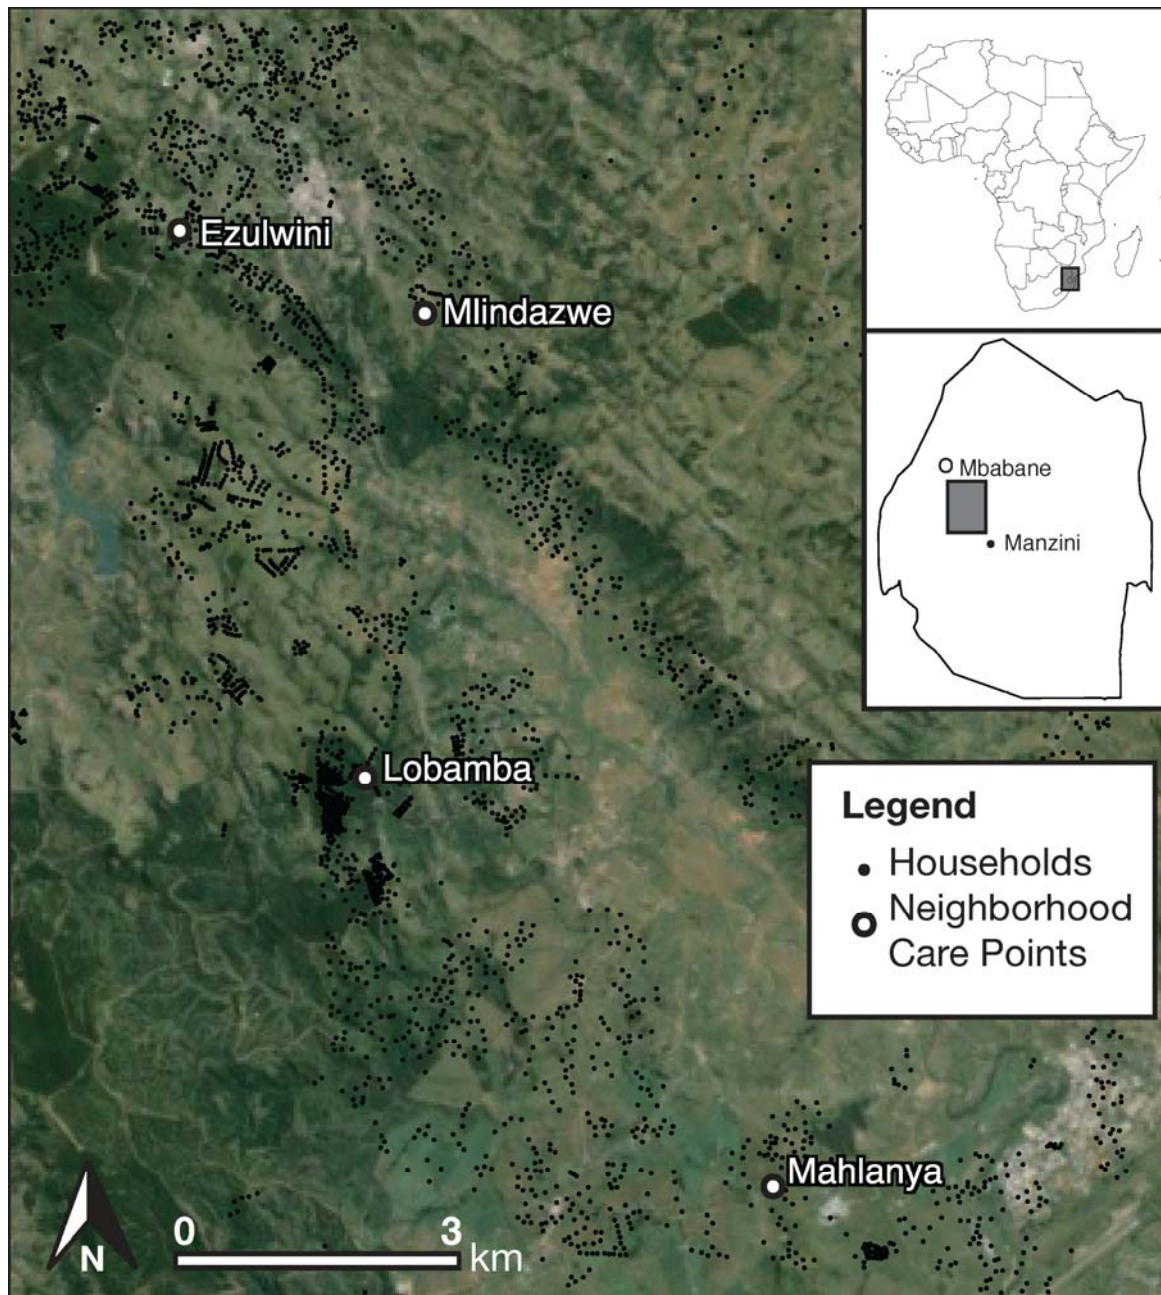 Ezulwini
Mlindazwe
Mbabane
Manzini
Lobamba
Legend
Households
Neighborhood
Care Points
Mahlanya
N
0 3
km